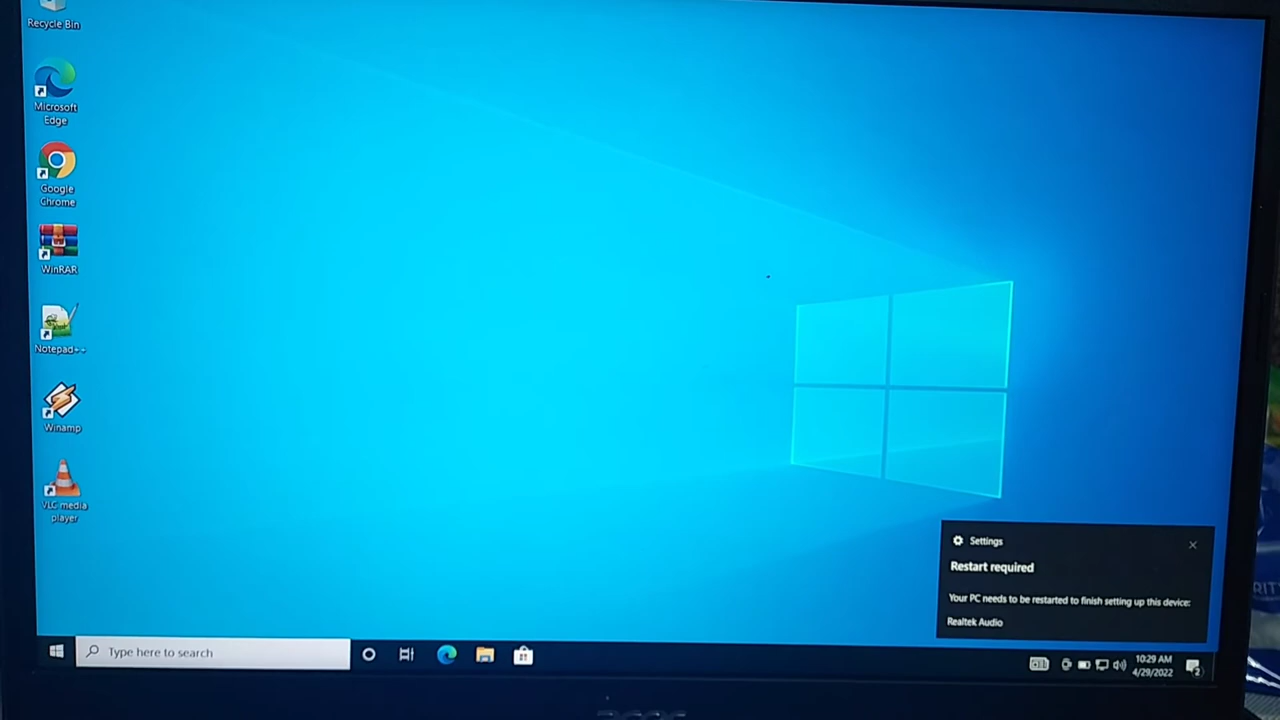 Recycle Bin
Microsoft
Edge
Google
Chrome
WinRAR
Notepad++
Winamp
VLC media
player
Settings
Restart required
Your PC needs to be restarted to finish setting up this device:
Realtek Audio
Type here to search
10:29 AM
4/29/2022
2
acer